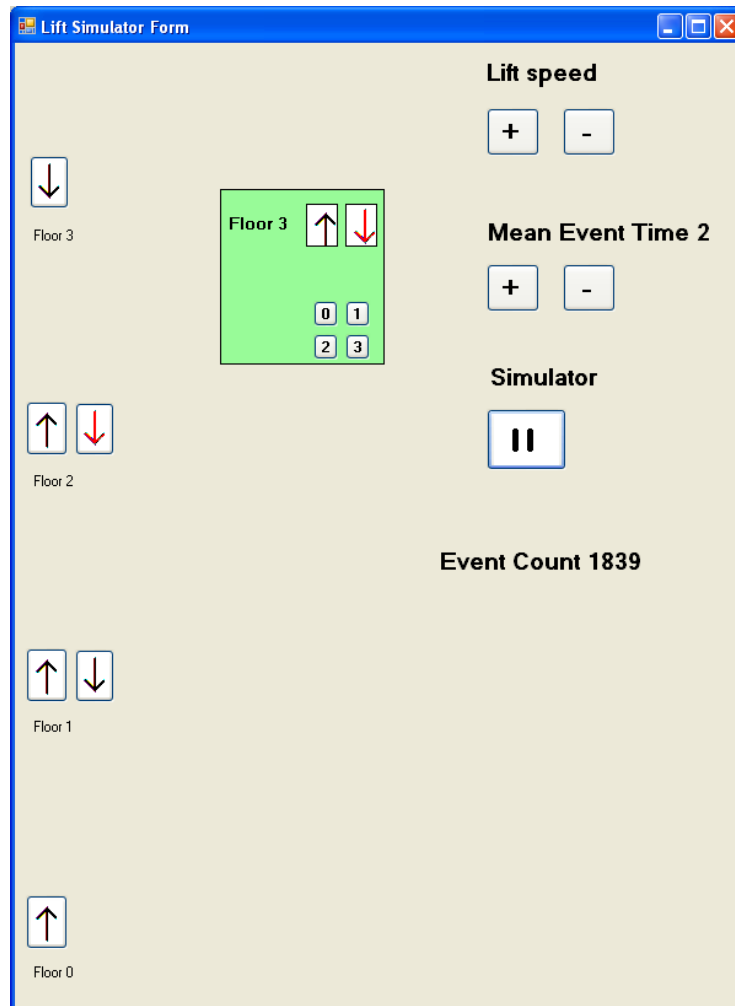 Lift Simulator Form
Lift speed
+ -
Floor 3
Floor 3
Mean Event Time 2
+ -
0 1
2 3
Simulator
Floor 2
Event Count 1839
Floor 1
Floor 0